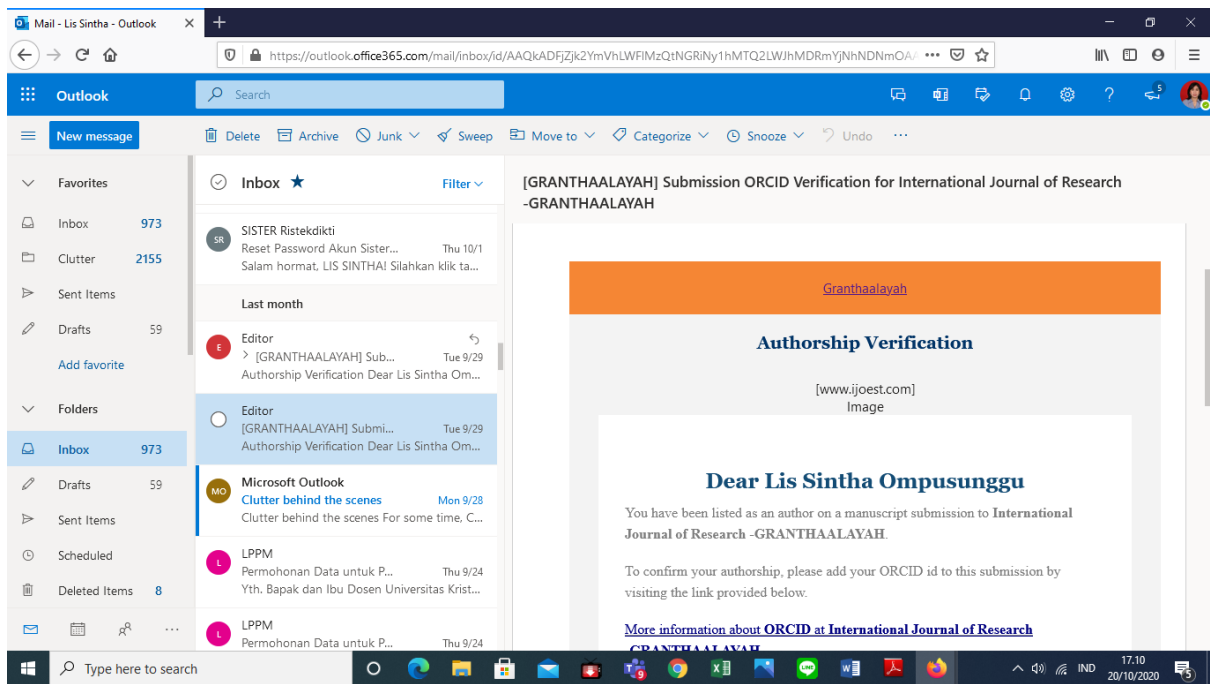 Mail - Lis Sintha - Outlook
https://outlook.office365.com/mail/inbox/id/
Outlook
Search
5
New message
Delete Archive Junk Sweep Move to Categorize Snooze Undo
Favorites
Inbox 973
Clutter 2155
Sent Items
Drafts 59
Add favorite
Folders
Inbox 973
Drafts 59
Sent Items
Scheduled
Deleted Items 8
Inbox
Filter
SR
SISTER Ristekdikti
Reset Password Akun Sister... Thu 10/1
Salam hormat, LIS SINTHA! Silahkan klik ta...
Last month
E
Editor
[GRANTHAALAYAH] Sub... Tue 9/29
Authorship Verification Dear Lis Sintha Om...
Editor
[GRANTHAALAYAH] Submi... Tue 9/29
Authorship Verification Dear Lis Sintha Om...
MO
Microsoft Outlook
Clutter behind the scenes Mon 9/28
Clutter behind the scenes For some time, C...
L
LPPM
Permohonan Data untuk P... Thu 9/24
Yth. Bapak dan Ibu Dosen Universitas Krist...
L
LPPM
Permohonan Data untuk P... Thu 9/24
[GRANTHAALAYAH] Submission ORCID Verification for International Journal of Research
-GRANTHAALAYAH
Granthaalayah
Authorship Verification
[www.ijoest.com]
Image
Dear Lis Sintha Ompusunggu
You have been listed as an author on a manuscript submission to International
Journal of Research -GRANTHAALAYAH.
To confirm your authorship, please add your ORCID id to this submission by
visiting the link provided below.
More information about ORCID at International Journal of Research
-GRANTHAALAYAH
Type here to search
9
LINE
IND
17.10
20/10/2020
5